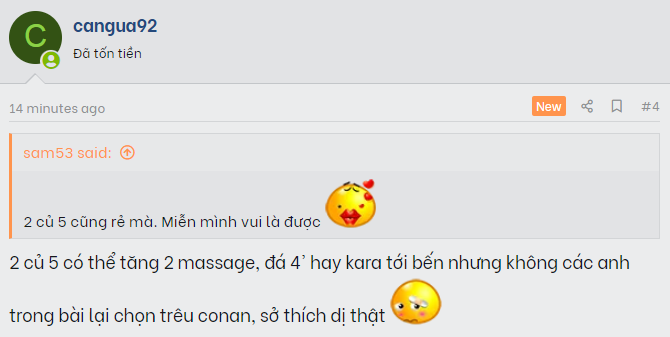 C
cangua92
Đã tốn tiền
14 minutes ago
New
#4
sam53 said:
2 củ 5 cũng rẻ mà. Miễn mình vui là được
2 củ 5 có thể tăng 2 massage, đá 4' hay kara tới bến nhưng không các anh
trong bài lại chọn trêu conan, sở thích dị thật